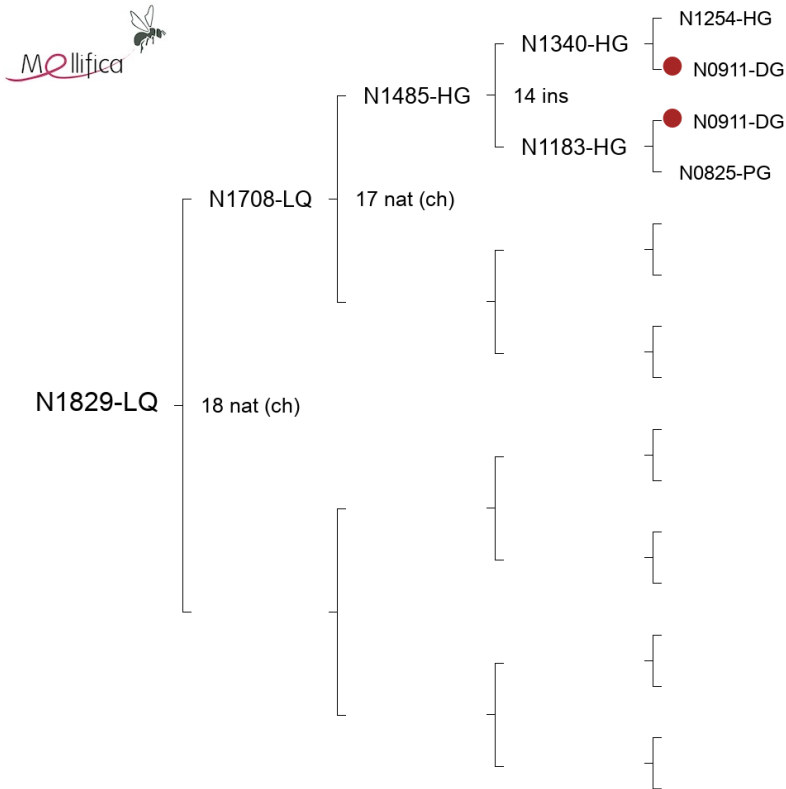 Mellifica
N1254-HG
N1340-HG
N0911-DG
N1485-HG
14 ins
N0911-DG
N1183-HG
N0825-PG
N1708-LQ
17 nat (ch)
N1829-LQ
18 nat (ch)